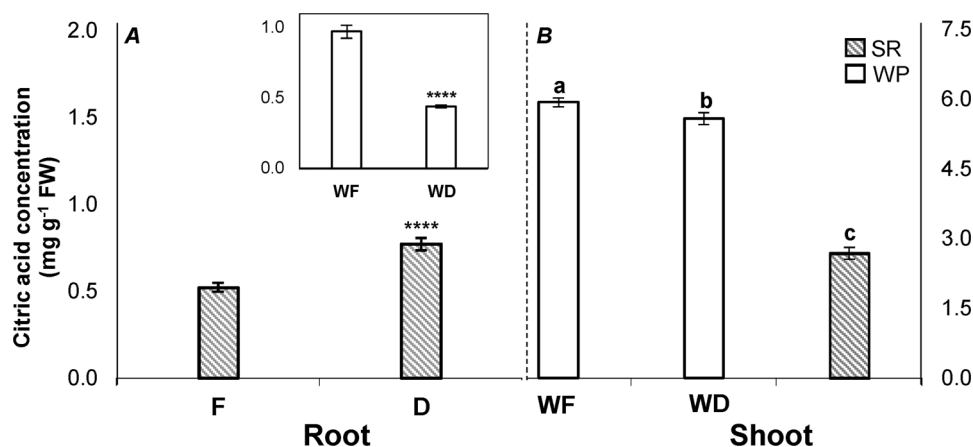 Citric acid concentration
(mg g⁻¹ FW)
2.0
1.5
1.0
0.5
0.0
A
1.0
0.5
0.0
****
WF
WD
****
F
D
Root
B
SR
WP
a
b
c
WF
WD
Shoot
7.5
6.0
4.5
3.0
1.5
0.0